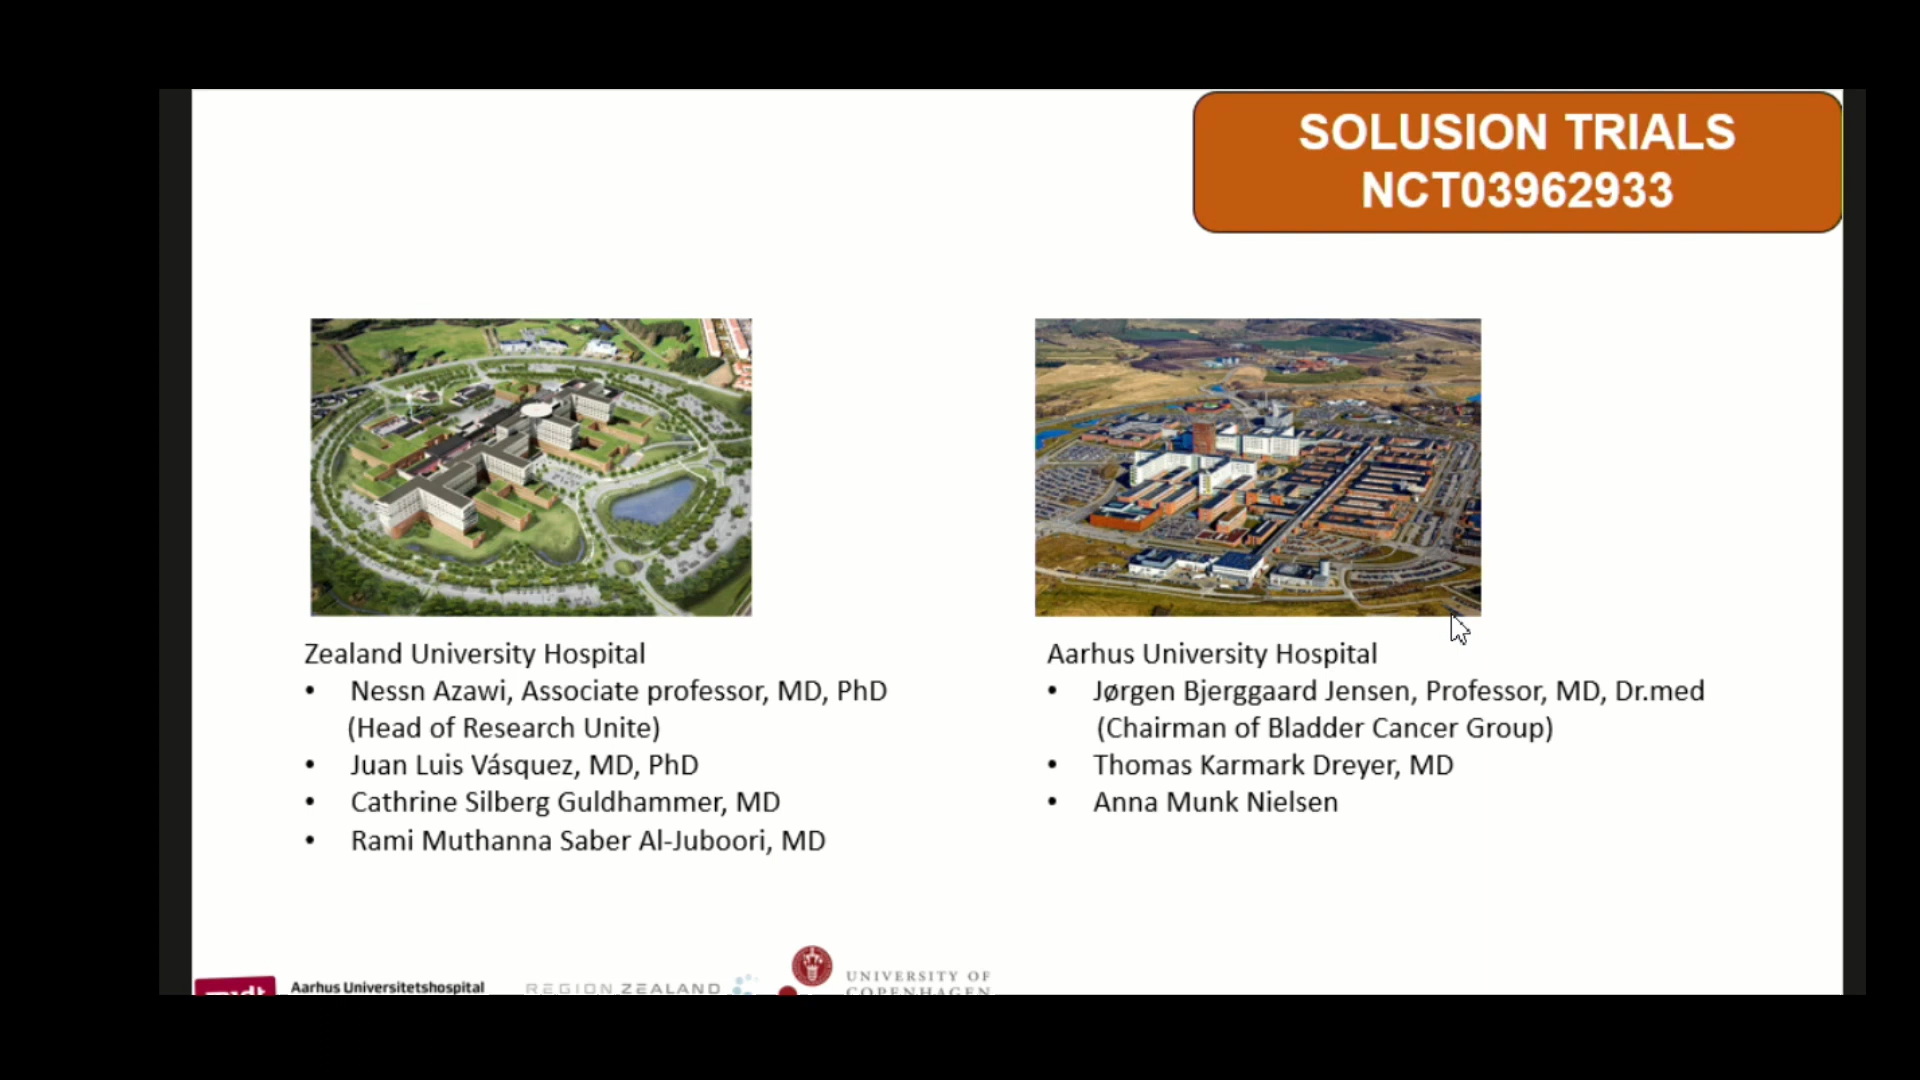 SOLUSION TRIALS
NCT03962933
Zealand University Hospital
• Nessn Azawi, Associate professor, MD, PhD
(Head of Research Unite)
• Juan Luis Vásquez, MD, PhD
• Cathrine Silberg Guldhammer, MD
• Rami Muthanna Saber Al-Juboori, MD
Aarhus University Hospital
• Jørgen Bjerggaard Jensen, Professor, MD, Dr.med
(Chairman of Bladder Cancer Group)
• Thomas Karmark Dreyer, MD
• Anna Munk Nielsen
midt
Aarhus Universitetshospital
REGION ZEALAND
UNIVERSITY OF
COPENHAGEN